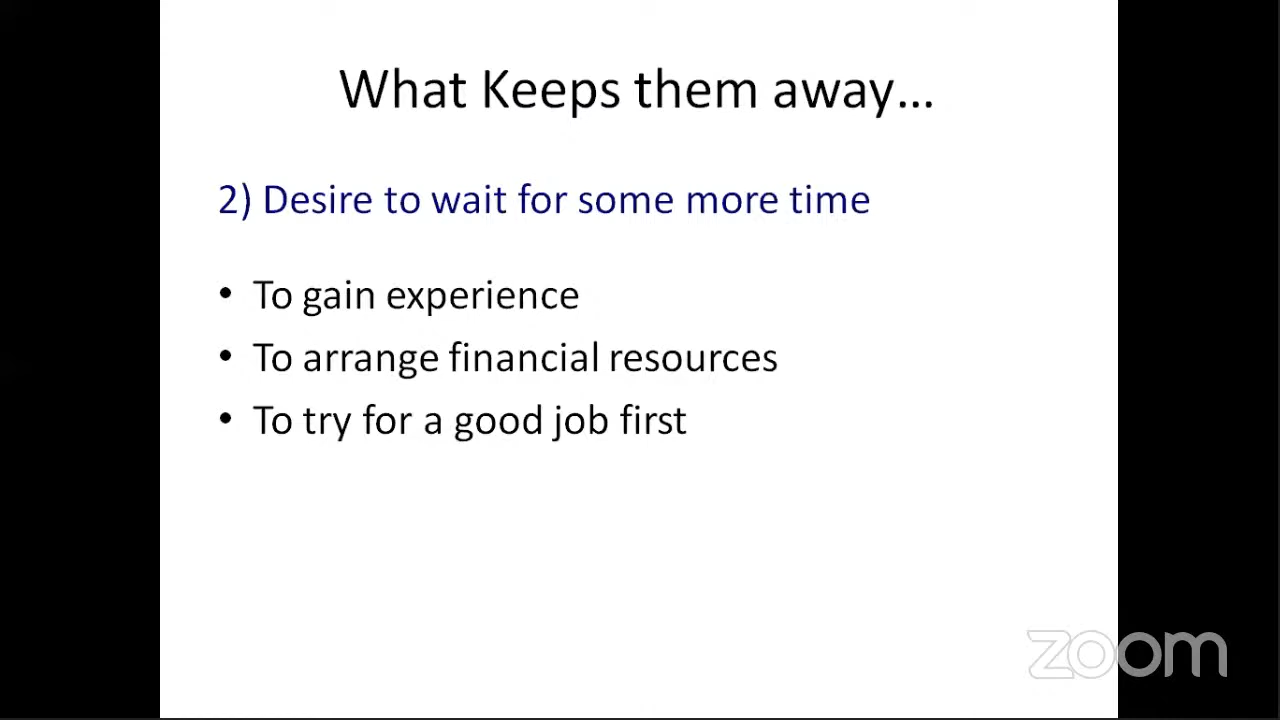 What Keeps them away...
2) Desire to wait for some more time
• To gain experience
• To arrange financial resources
• To try for a good job first
zoom